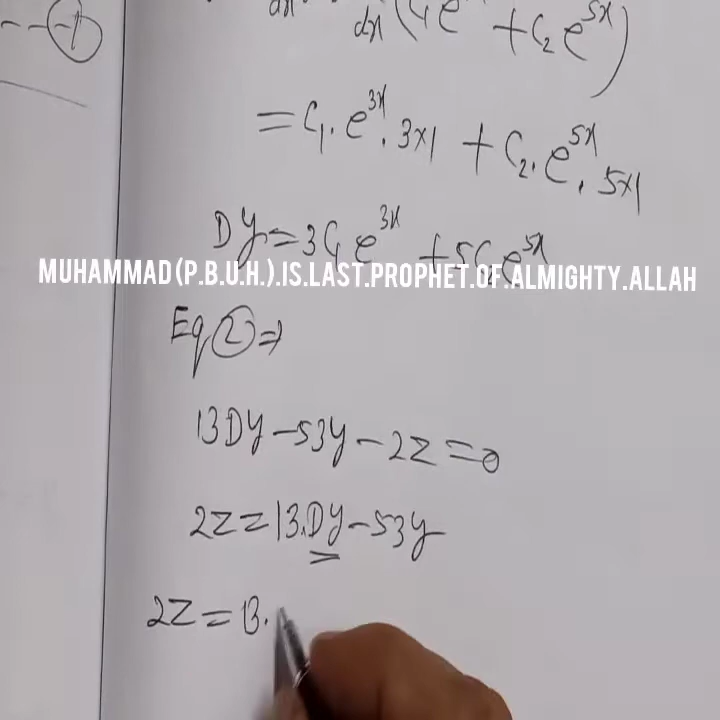 --①
d/dx (C₁e + C₂e^5x)
= C₁. e^3x . 3x1 + C₂. e^5x . 5x1
Dy = 3C₁e^3x + 5C₂e^5x
MUHAMMAD(P.B.U.H.).IS.LAST.PROPHET.OF.ALMIGHTY.ALLAH
Eq ② ⇒
13Dy - 53y - 2z = 0
2z = 13.Dy - 53y
2z = 13.